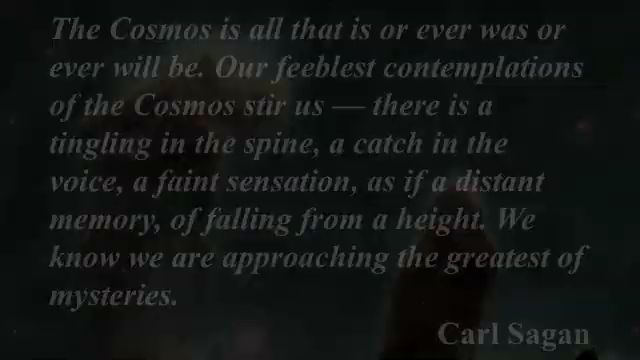 The Cosmos is all that is or ever was or
ever will be. Our feeblest contemplations
of the Cosmos stir us — there is a
tingling in the spine, a catch in the
voice, a faint sensation, as if a distant
memory, of falling from a height. We
know we are approaching the greatest of
mysteries.
Carl Sagan